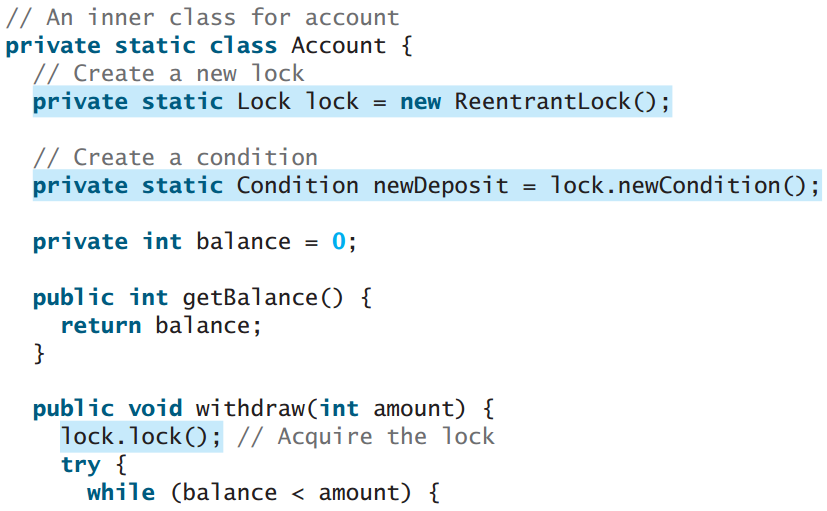 // An inner class for account
private static class Account {
  // Create a new lock
  private static Lock lock = new ReentrantLock();
  // Create a condition
  private static Condition newDeposit = lock.newCondition();
  private int balance = 0;
  public int getBalance() {
    return balance;
  }
  public void withdraw(int amount) {
    lock.lock(); // Acquire the lock
    try {
      while (balance < amount) {